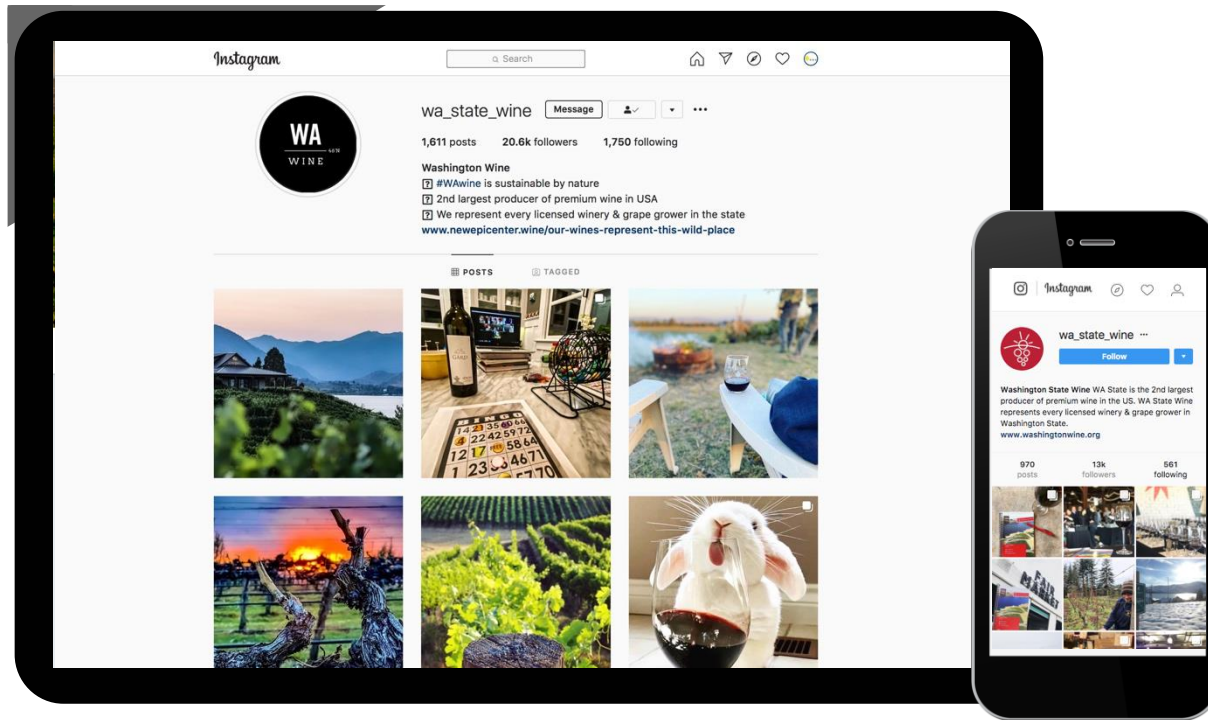 Instagram
Search
wa_state_wine Message
1,611 posts 20.6k followers 1,750 following
Washington Wine
#WAwine is sustainable by nature
2nd largest producer of premium wine in USA
We represent every licensed winery & grape grower in the state
www.newepicenter.wine/our-wines-represent-this-wild-place
WA
WINE
POSTS TAGGED
BINGO
Instagram
wa_state_wine
Follow
Washington State Wine WA State is the 2nd largest
producer of premium wine in the US. WA State Wine
represents every licensed winery & grape grower in
Washington State.
www.washingtonwine.org
970 13k 561
posts followers following